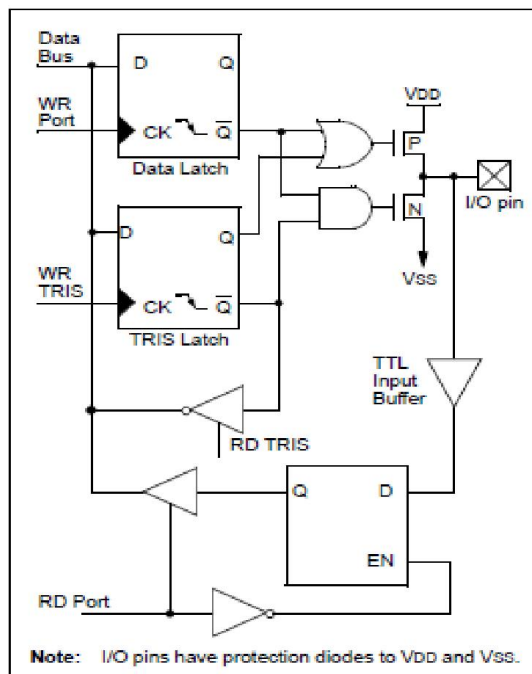 Data
Bus
D
Q
VDD
WR
Port
CK
Q
P
Data Latch
I/O pin
N
D
Q
WR
TRIS
CK
Q
VSS
TRIS Latch
TTL
Input
Buffer
RD TRIS
Q
D
EN
RD Port
Note: I/O pins have protection diodes to VDD and VSS.